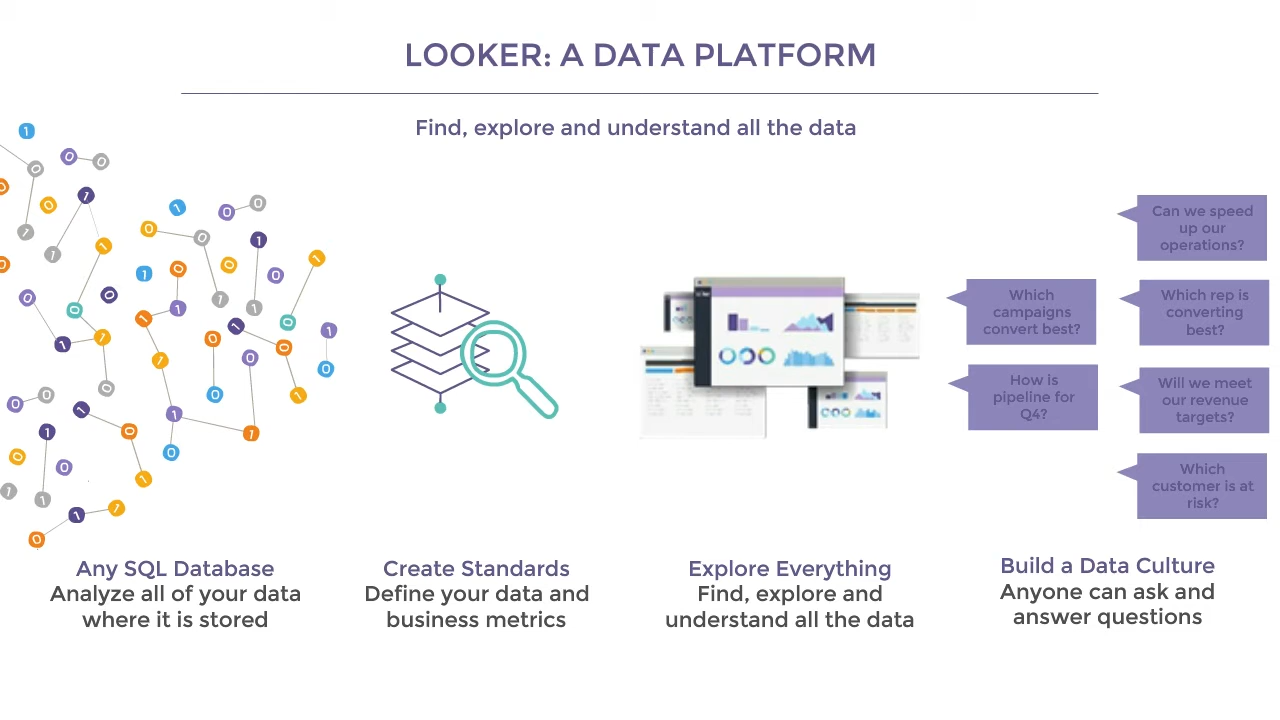 LOOKER: A DATA PLATFORM
Find, explore and understand all the data
Can we speed
up our
operations?
Which
campaigns
convert best?
Which rep is
converting
best?
How is
pipeline for
Q4?
Will we meet
our revenue
targets?
Which
customer is at
risk?
Any SQL Database
Analyze all of your data
where it is stored
Create Standards
Define your data and
business metrics
Explore Everything
Find, explore and
understand all the data
Build a Data Culture
Anyone can ask and
answer questions